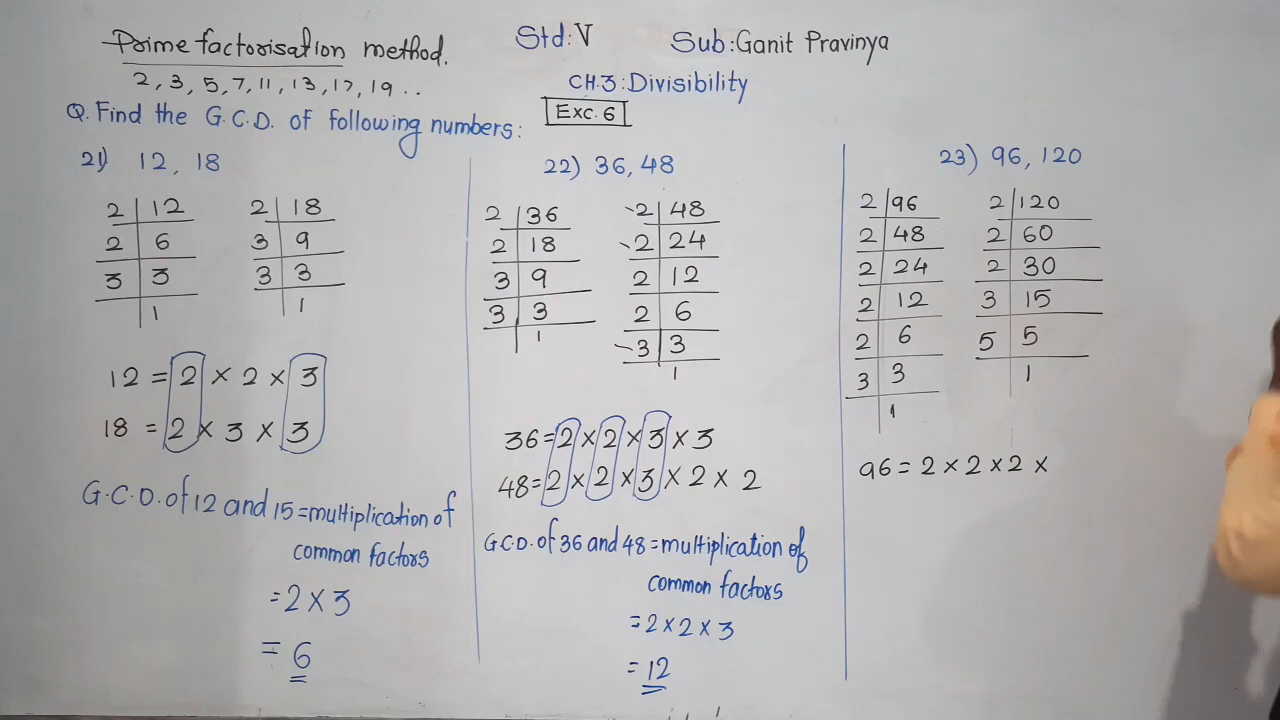 Prime factorisation method.
2, 3, 5, 7, 11, 13, 17, 19 ..
Std: V
Sub: Ganit Pravinya
CH.3: Divisibility
Exc. 6
Q. Find the G.C.D. of following numbers:
21) 12, 18
2 | 12
2 | 6
3 | 3
1
2 | 18
3 | 9
3 | 3
1
12 = 2 × 2 × 3
18 = 2 × 3 × 3
G.C.D. of 12 and 15 = multiplication of
common factors
= 2 × 3
= 6
22) 36, 48
2 | 36
2 | 18
3 | 9
3 | 3
1
2 | 48
2 | 24
2 | 12
2 | 6
3 | 3
1
36 = 2 × 2 × 3 × 3
48 = 2 × 2 × 3 × 2 × 2
G.C.D. of 36 and 48 = multiplication of
common factors
= 2 × 2 × 3
= 12
23) 96, 120
2 | 96
2 | 48
2 | 24
2 | 12
2 | 6
3 | 3
1
2 | 120
2 | 60
2 | 30
3 | 15
5 | 5
1
96 = 2 × 2 × 2 ×